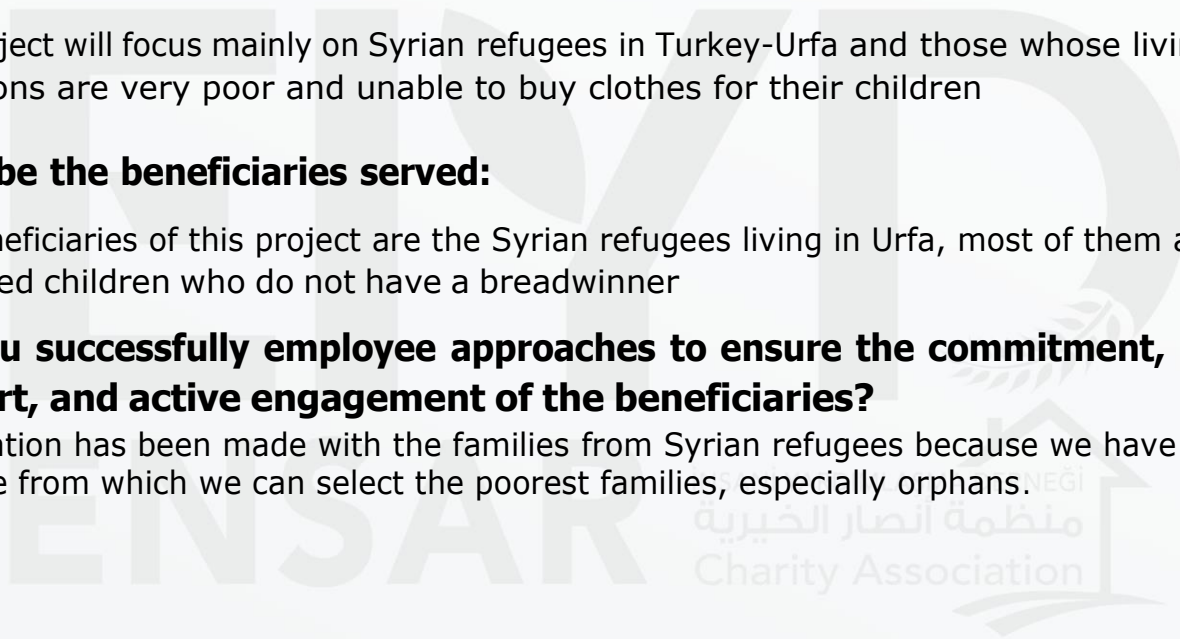 ject will focus mainly on Syrian refugees in Turkey-Urfa and those whose livi
ons are very poor and unable to buy clothes for their children
be the beneficiaries served:
neficiaries of this project are the Syrian refugees living in Urfa, most of them a
ed children who do not have a breadwinner
u successfully employee approaches to ensure the commitment,
rt, and active engagement of the beneficiaries?
ation has been made with the families from Syrian refugees because we have
e from which we can select the poorest families, especially orphans.
EIYD
ENSAR
منظمة أنصار الخيرية
Charity Association